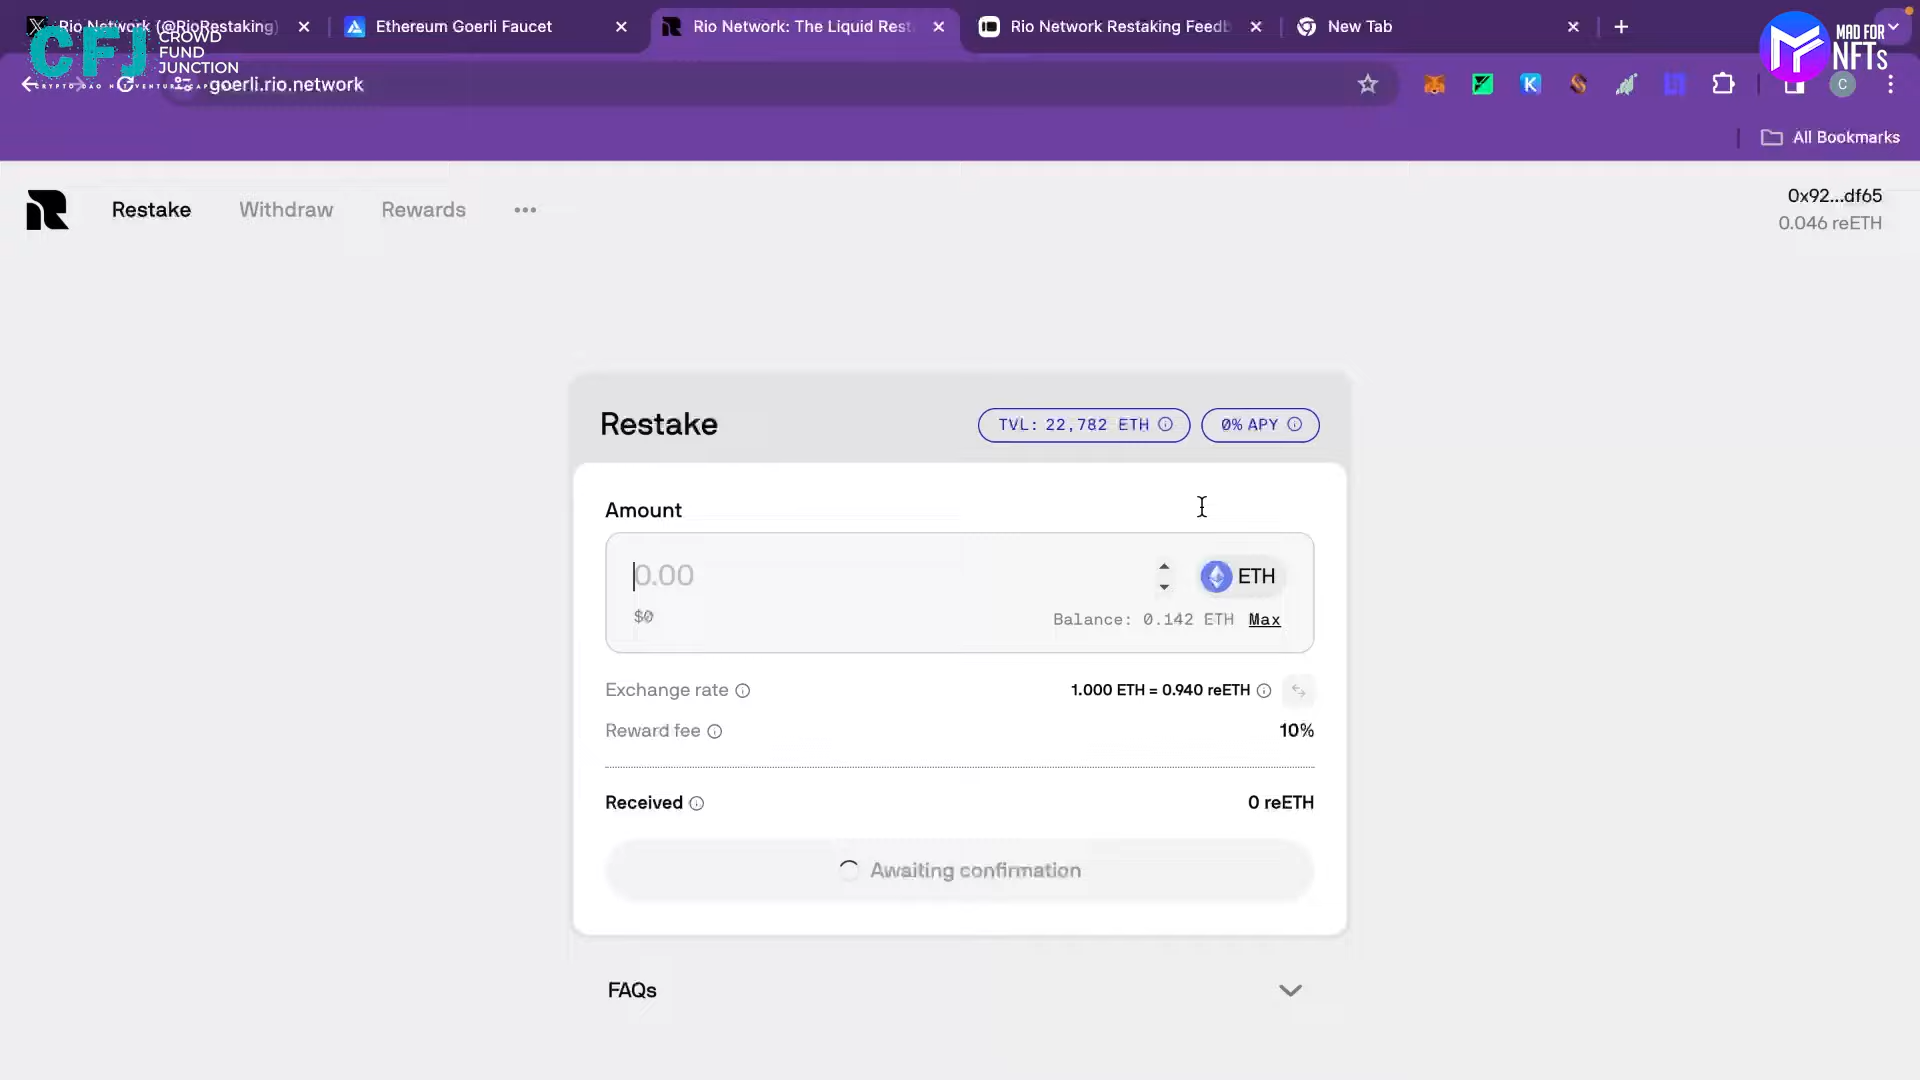 Rio Network (@RioRestaking)
Ethereum Goerli Faucet
Rio Network: The Liquid Rest
Rio Network Restaking Feedb
New Tab
CFJ CROWD
FUND
JUNCTION
MAD FOR
NFTs
goerli.rio.network
C
All Bookmarks
Restake
Withdraw
Rewards
0x92...df65
0.046 reETH
Restake
TVL: 22,782 ETH
0% APY
Amount
0.00
ETH
$0
Balance: 0.142 ETH Max
Exchange rate
1.000 ETH = 0.940 reETH
Reward fee
10%
Received
0 reETH
Awaiting confirmation
FAQs